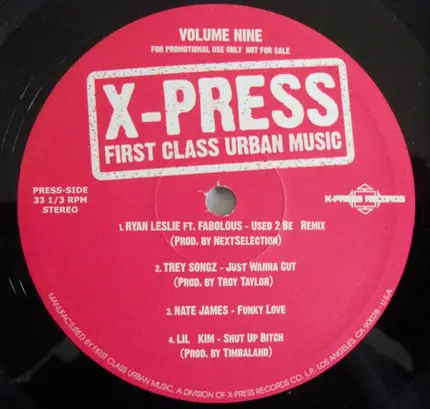 VOLUME NINE
FOR PROMOTIONAL USE ONLY NOT FOR SALE
X-PRESS
FIRST CLASS URBAN MUSIC
PRESS-SIDE
33 1/3 RPM
STEREO
X-PRESS RECORDS
1. RYAN LESLIE FT. FABOLOUS - USED 2 BE REMIX
(PROD. BY NEXTSELECTION)
2. TREY SONGZ - JUST WANNA CUT
(PROD. BY TROY TAYLOR)
3. NATE JAMES - FUNKY LOVE
4. LIL KIM - SHUT UP BITCH
(PROD. BY TIMBALAND)
MANUFACTURED BY FIRST CLASS URBAN MUSIC, A DIVISION OF X-PRESS RECORDS CO. L.P., LOS ANGELES, CA 90028 . U.S.A.